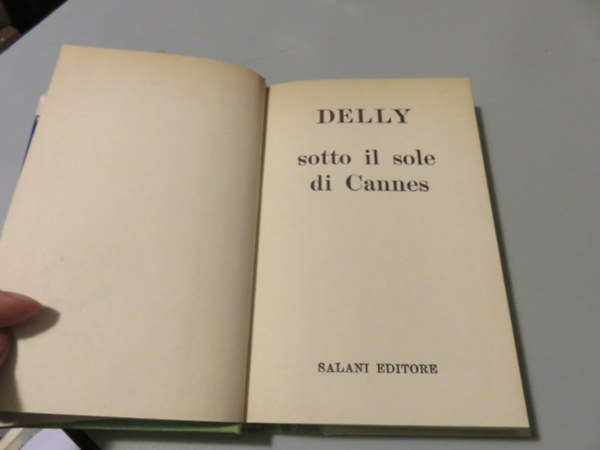 DELLY
sotto il sole
di Cannes
SALANI EDITORE